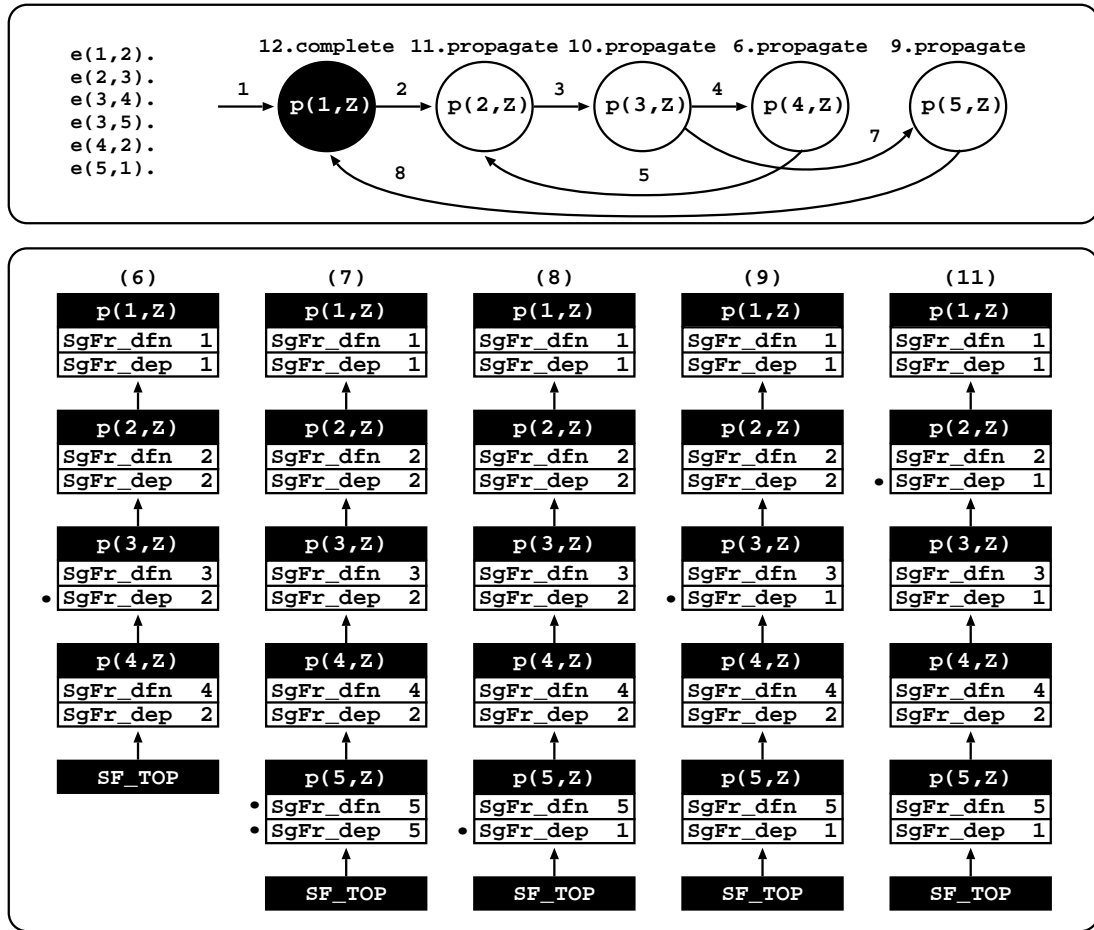 12.complete 11.propagate 10.propagate 6.propagate 9.propagate
e(1,2).
e(2,3).
e(3,4).
e(3,5).
e(4,2).
e(5,1).
1 p(1,Z) 2 p(2,Z) 3 p(3,Z) 4 p(4,Z) p(5,Z)
7
8 5
(6) (7) (8) (9) (11)
p(1,Z) p(1,Z) p(1,Z) p(1,Z) p(1,Z)
SgFr_dfn 1 SgFr_dfn 1 SgFr_dfn 1 SgFr_dfn 1 SgFr_dfn 1
SgFr_dep 1 SgFr_dep 1 SgFr_dep 1 SgFr_dep 1 SgFr_dep 1
p(2,Z) p(2,Z) p(2,Z) p(2,Z) p(2,Z)
SgFr_dfn 2 SgFr_dfn 2 SgFr_dfn 2 SgFr_dfn 2 SgFr_dfn 2
SgFr_dep 2 SgFr_dep 2 SgFr_dep 2 SgFr_dep 2 • SgFr_dep 1
p(3,Z) p(3,Z) p(3,Z) p(3,Z) p(3,Z)
SgFr_dfn 3 SgFr_dfn 3 SgFr_dfn 3 SgFr_dfn 3 SgFr_dfn 3
• SgFr_dep 2 SgFr_dep 2 SgFr_dep 2 • SgFr_dep 1 SgFr_dep 1
p(4,Z) p(4,Z) p(4,Z) p(4,Z) p(4,Z)
SgFr_dfn 4 SgFr_dfn 4 SgFr_dfn 4 SgFr_dfn 4 SgFr_dfn 4
SgFr_dep 2 SgFr_dep 2 SgFr_dep 2 SgFr_dep 2 SgFr_dep 2
SF_TOP p(5,Z) p(5,Z) p(5,Z) p(5,Z)
• SgFr_dfn 5 SgFr_dfn 5 SgFr_dfn 5 SgFr_dfn 5
• SgFr_dep 5 • SgFr_dep 1 SgFr_dep 1 SgFr_dep 1
SF_TOP SF_TOP SF_TOP SF_TOP